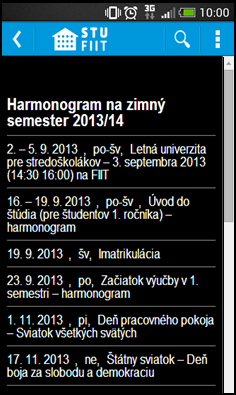 3G
10:00
STU
FIIT
Harmonogram na zimný
semester 2013/14
2. – 5. 9. 2013 , po-šv, Letná univerzita
pre stredoškolákov – 3. septembra 2013
(14:30 16:00) na FIIT
16. – 19. 9. 2013 , po-šv, Úvod do
štúdia (pre študentov 1. ročníka) –
harmonogram
19. 9. 2013 , šv, Imatrikulácia
23. 9. 2013 , po, Začiatok výučby v 1.
semestri – harmonogram
1. 11. 2013 , pi, Deň pracovného pokoja
– Sviatok všetkých svätých
17. 11. 2013 , ne, Štátny sviatok – Deň
boja za slobodu a demokraciu